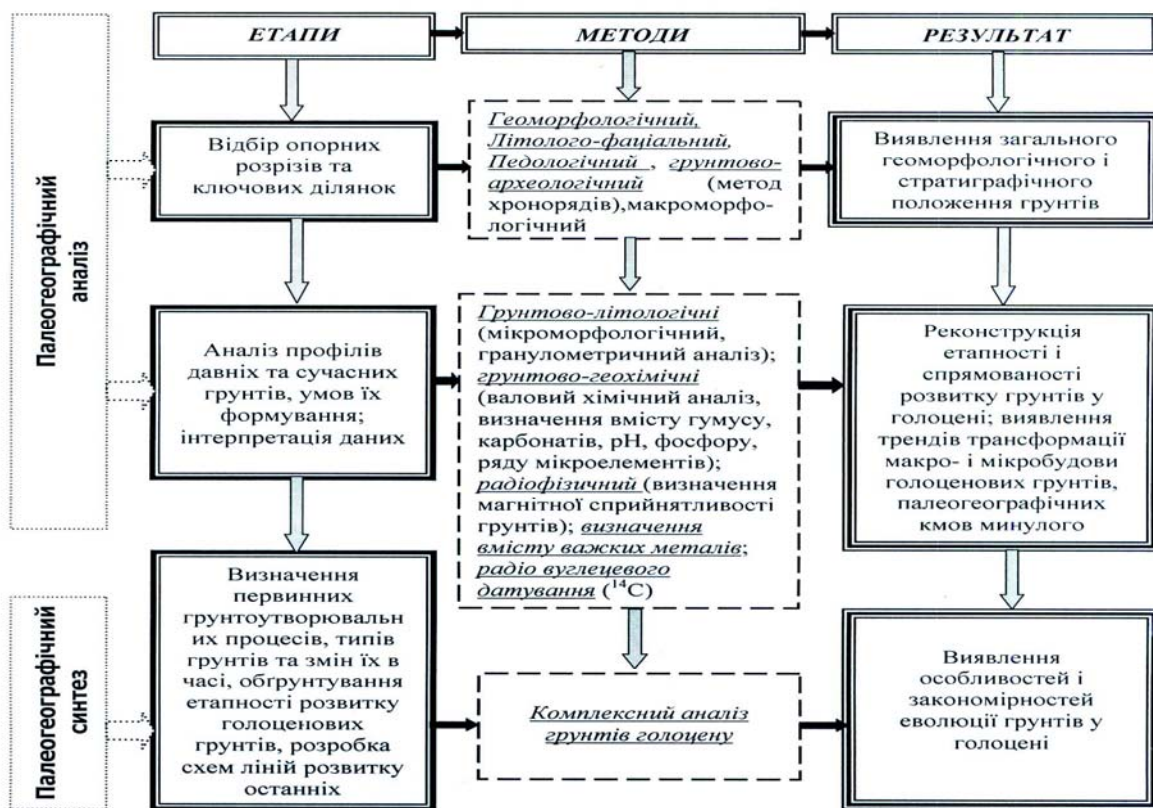 ЕТАПИ
МЕТОДИ
РЕЗУЛЬТАТ
Палеогеографічний
аналіз
Відбір опорних
розрізів та
ключових ділянок
Геоморфологічний,
Літолого-фаціальний,
Педологічний , грунтово-
археологічний (метод
хронорядів),макроморфо-
логічний
Виявлення загального
геоморфологічного і
стратиграфічного
положення грунтів
Аналіз профілів
давніх та сучасних
грунтів, умов їх
формування;
інтерпретація даних
Грунтово-літологічні
(мікроморфологічний,
гранулометричний аналіз);
грунтово-геохімічні
(валовий хімічний аналіз,
визначення вмісту гумусу,
карбонатів, рН, фосфору,
ряду мікроелементів);
радіофізичний (визначення
магнітної сприйнятливості
грунтів); визначення
вмісту важких металів;
радіо вуглецевого
датування (¹⁴С)
Реконструкція
етапності і
спрямованості
розвитку грунтів у
голоцені; виявлення
трендів трансформації
макро- і мікробудови
голоценових грунтів,
палеогеографічних
кмов минулого
Палеогеографічний
синтез
Визначення
первинних
грунтоутворювальн
их процесів, типів
грунтів та змін їх в
часі, обґрунтування
етапності розвитку
голоценових
грунтів, розробка
схем ліній розвитку
останніх
Комплексний аналіз
грунтів голоцену
Виявлення
особливостей і
закономірностей
еволюції грунтів у
голоцені